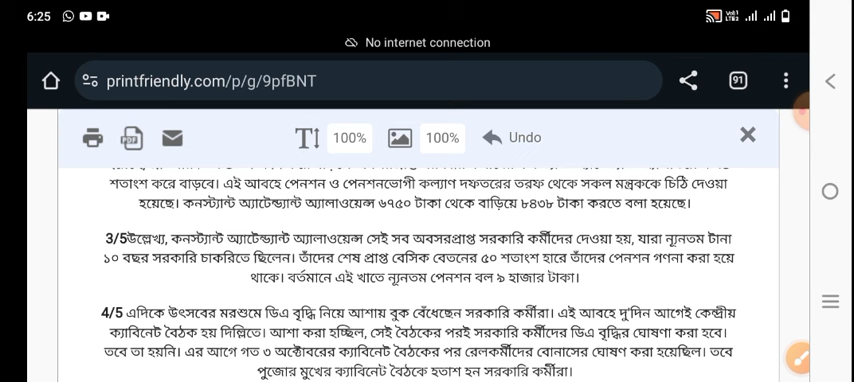 6:25
No internet connection
printfriendly.com/p/g/9pfBNT
91
100%
100%
Undo
শতাংশ করে বাড়বে। এই আবহে পেনশন ও পেনশনভোগী কল্যাণ দফতরের তরফ থেকে সকল মন্ত্রককে চিঠি দেওয়া
হয়েছে। কনস্ট্যান্ট অ্যাটেন্ড্যান্ট অ্যালাওয়েন্স ৬৭৫০ টাকা থেকে বাড়িয়ে ৮৪৩৮ টাকা করতে বলা হয়েছে।
3/5উল্লেখ্য, কনস্ট্যান্ট অ্যাটেন্ড্যান্ট অ্যালাওয়েন্স সেই সব অবসরপ্রাপ্ত সরকারি কর্মীদের দেওয়া হয়, যারা ন্যূনতম টানা
১০ বছর সরকারি চাকরিতে ছিলেন। তাঁদের শেষ প্রাপ্ত বেসিক বেতনের ৫০ শতাংশ হারে তাঁদের পেনশন গণনা করা হয়ে
থাকে। বর্তমানে এই খাতে ন্যূনতম পেনশন বল ৯ হাজার টাকা।
4/5 এদিকে উৎসবের মরশুমে ডিএ বৃদ্ধি নিয়ে আশায় বুক বেঁধেছেন সরকারি কর্মীরা। এই আবহে দু'দিন আগেই কেন্দ্রীয়
ক্যাবিনেট বৈঠক হয় দিল্লিতে। আশা করা হচ্ছিল, সেই বৈঠকের পরই সরকারি কর্মীদের ডিএ বৃদ্ধির ঘোষণা করা হবে।
তবে তা হয়নি। এর আগে গত ৩ অক্টোবরের ক্যাবিনেট বৈঠকের পর রেলকর্মীদের বোনাসের ঘোষণা করা হয়েছিল। তবে
পুজোর মুখের ক্যাবিনেট বৈঠকে হতাশ হন সরকারি কর্মীরা।